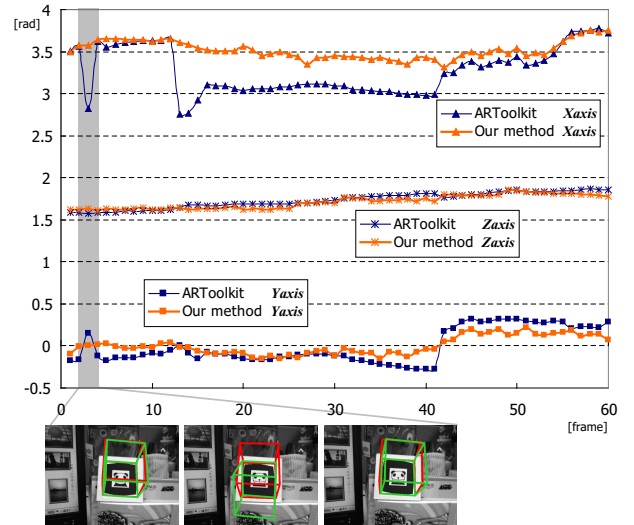 [rad]
4
3.5
3
2.5
2
1.5
1
0.5
0
-0.5
ARToolkit Xaxis
Our method Xaxis
ARToolkit Zaxis
Our method Zaxis
ARToolkit Yaxis
Our method Yaxis
0 10 20 30 40 50 60
[frame]